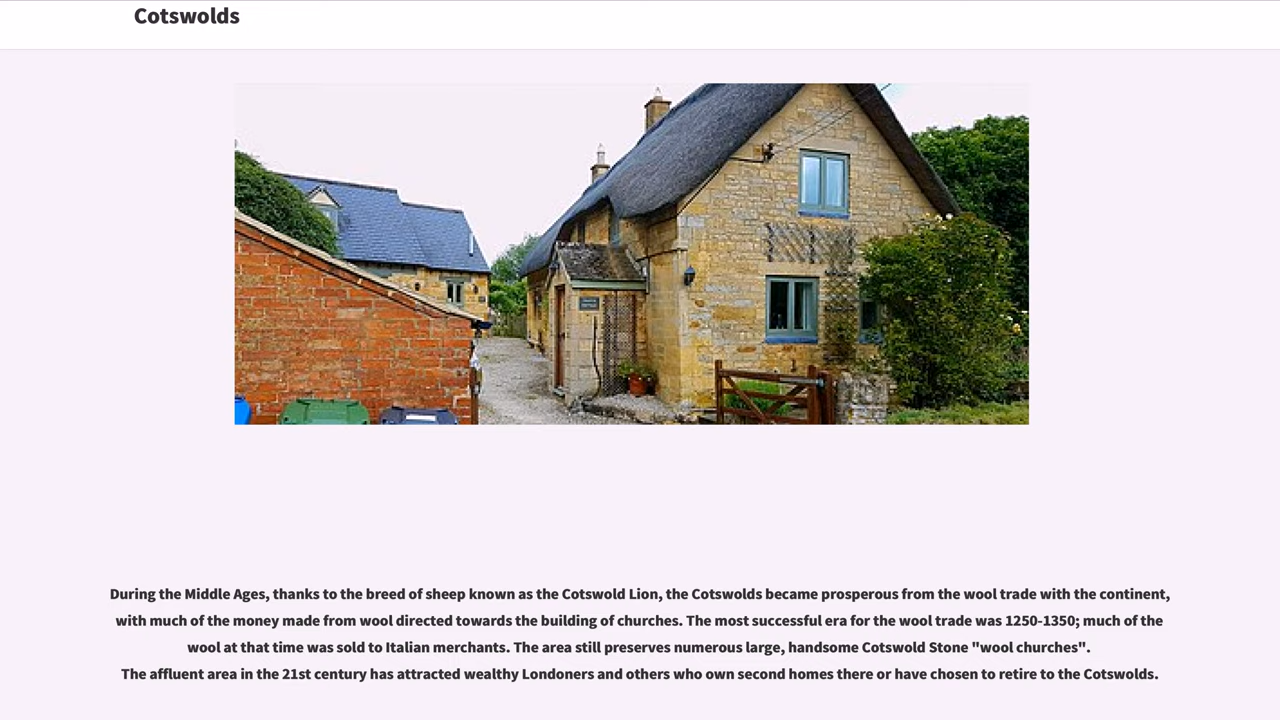 Cotswolds
During the Middle Ages, thanks to the breed of sheep known as the Cotswold Lion, the Cotswolds became prosperous from the wool trade with the continent,
with much of the money made from wool directed towards the building of churches. The most successful era for the wool trade was 1250-1350; much of the
wool at that time was sold to Italian merchants. The area still preserves numerous large, handsome Cotswold Stone "wool churches".
The affluent area in the 21st century has attracted wealthy Londoners and others who own second homes there or have chosen to retire to the Cotswolds.